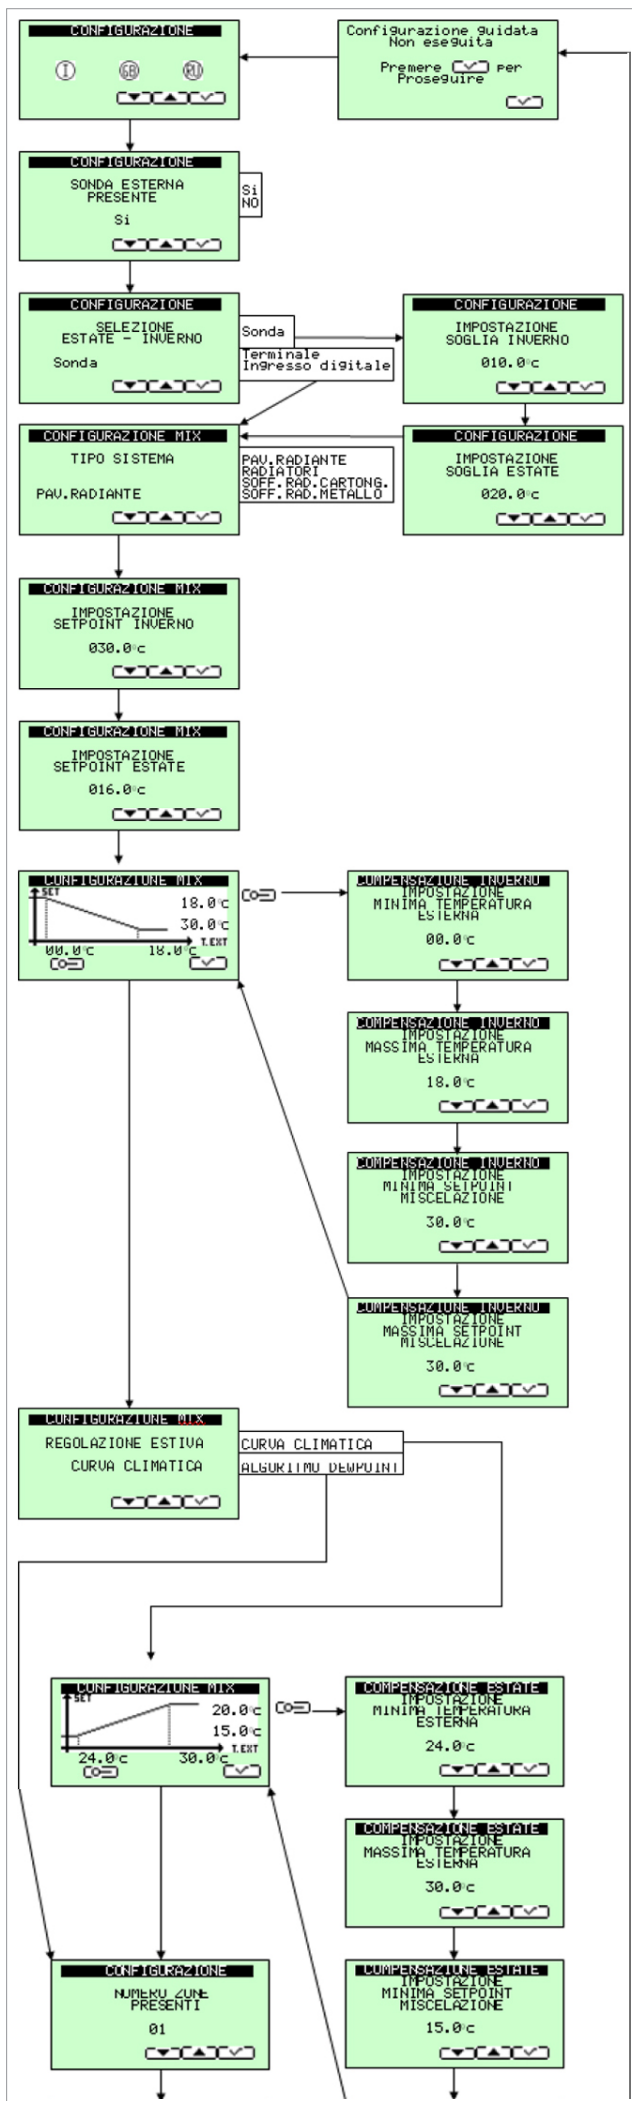 CONFIGURAZIONE
I GB RU
Configurazione guidata
Non eseguita
Premere per
Proseguire
CONFIGURAZIONE
SONDA ESTERNA
PRESENTE
Si
Si
NO
CONFIGURAZIONE
SELEZIONE
ESTATE - INVERNO
Sonda
Sonda
Terminale
Ingresso digitale
CONFIGURAZIONE
IMPOSTAZIONE
SOGLIA INVERNO
010.0°c
CONFIGURAZIONE MIX
TIPO SISTEMA
PAV.RADIANTE
PAV.RADIANTE
RADIATORI
SOFF.RAD.CARTONG.
SOFF.RAD.METALLO
CONFIGURAZIONE
IMPOSTAZIONE
SOGLIA ESTATE
020.0°c
CONFIGURAZIONE MIX
IMPOSTAZIONE
SETPOINT INVERNO
030.0°c
CONFIGURAZIONE MIX
IMPOSTAZIONE
SETPOINT ESTATE
016.0°c
CONFIGURAZIONE MIX
SET
18.0°c
30.0°c
T.EXT
00.0°c 18.0°c
COMPENSAZIONE INVERNO
IMPOSTAZIONE
MINIMA TEMPERATURA
ESTERNA
00.0°c
COMPENSAZIONE INVERNO
IMPOSTAZIONE
MASSIMA TEMPERATURA
ESTERNA
18.0°c
COMPENSAZIONE INVERNO
IMPOSTAZIONE
MINIMA SETPOINT
MISCELAZIONE
30.0°c
COMPENSAZIONE INVERNO
IMPOSTAZIONE
MASSIMA SETPOINT
MISCELAZIONE
30.0°c
CONFIGURAZIONE MIX
REGOLAZIONE ESTIVA
CURVA CLIMATICA
CURVA CLIMATICA
ALGORITMO DEWPOINT
CONFIGURAZIONE MIX
SET
20.0°c
15.0°c
T.EXT
24.0°c 30.0°c
COMPENSAZIONE ESTATE
IMPOSTAZIONE
MINIMA TEMPERATURA
ESTERNA
24.0°c
COMPENSAZIONE ESTATE
IMPOSTAZIONE
MASSIMA TEMPERATURA
ESTERNA
30.0°c
CONFIGURAZIONE
NUMERO ZONE
PRESENTI
01
COMPENSAZIONE ESTATE
IMPOSTAZIONE
MINIMA SETPOINT
MISCELAZIONE
15.0°c